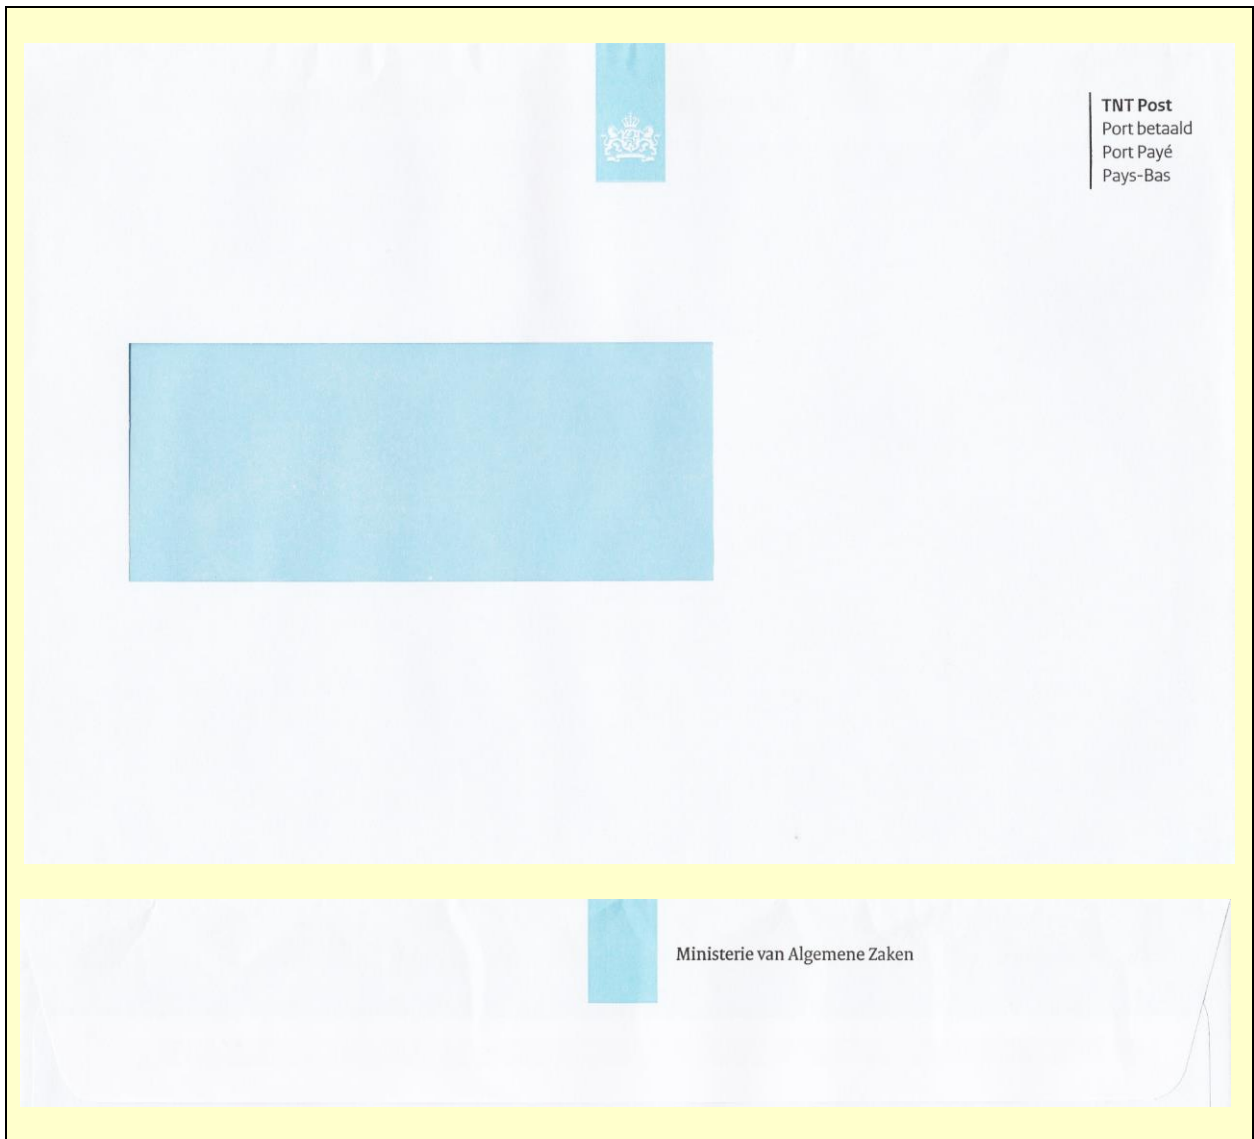 TNT Post
Port betaald
Port Payé
Pays-Bas
Ministerie van Algemene Zaken